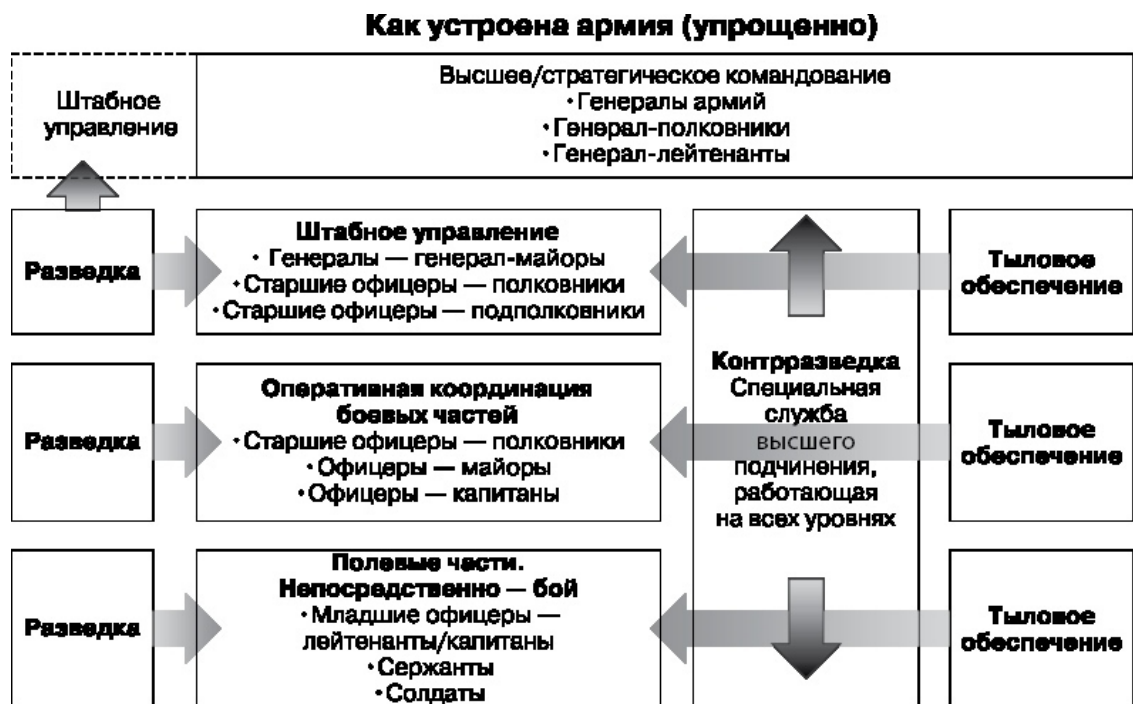 Как устроена армия (упрощенно)
Штабное
управление
Высшее/стратегическое командование
• Генералы армий
• Генерал-полковники
• Генерал-лейтенанты
Разведка
Штабное управление
• Генералы — генерал-майоры
• Старшие офицеры — полковники
• Старшие офицеры — подполковники
Тыловое
обеспечение
Разведка
Оперативная координация
боевых частей
• Старшие офицеры — полковники
• Офицеры — майоры
• Офицеры — капитаны
Контрразведка
Специальная
служба
высшего
подчинения,
работающая
на всех уровнях
Тыловое
обеспечение
Разведка
Полевые части.
Непосредственно — бой
• Младшие офицеры —
лейтенанты/капитаны
• Сержанты
• Солдаты
Тыловое
обеспечение